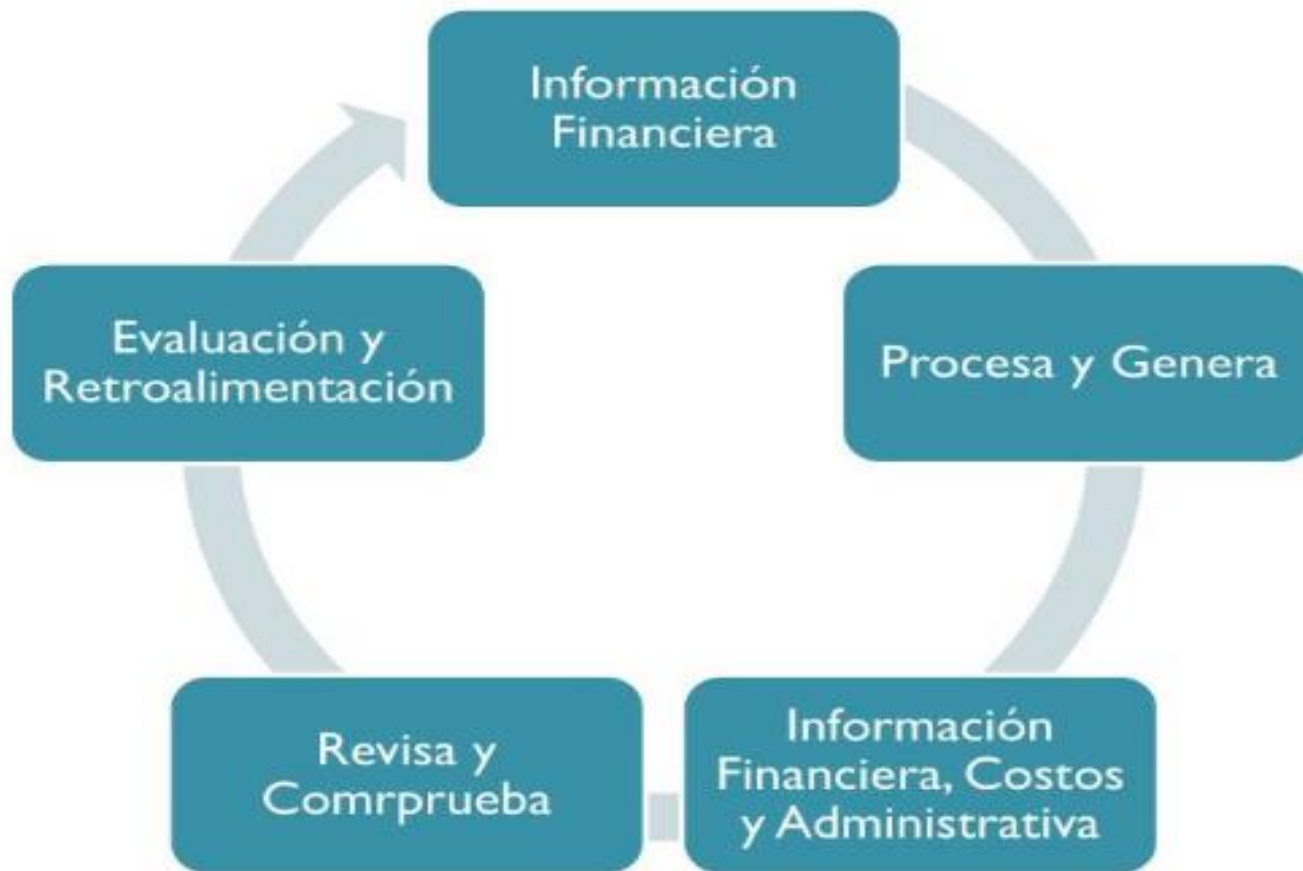 Información
Financiera
Procesa y Genera
Información
Financiera, Costos
y Administrativa
Revisa y
Comrprueba
Evaluación y
Retroalimentación